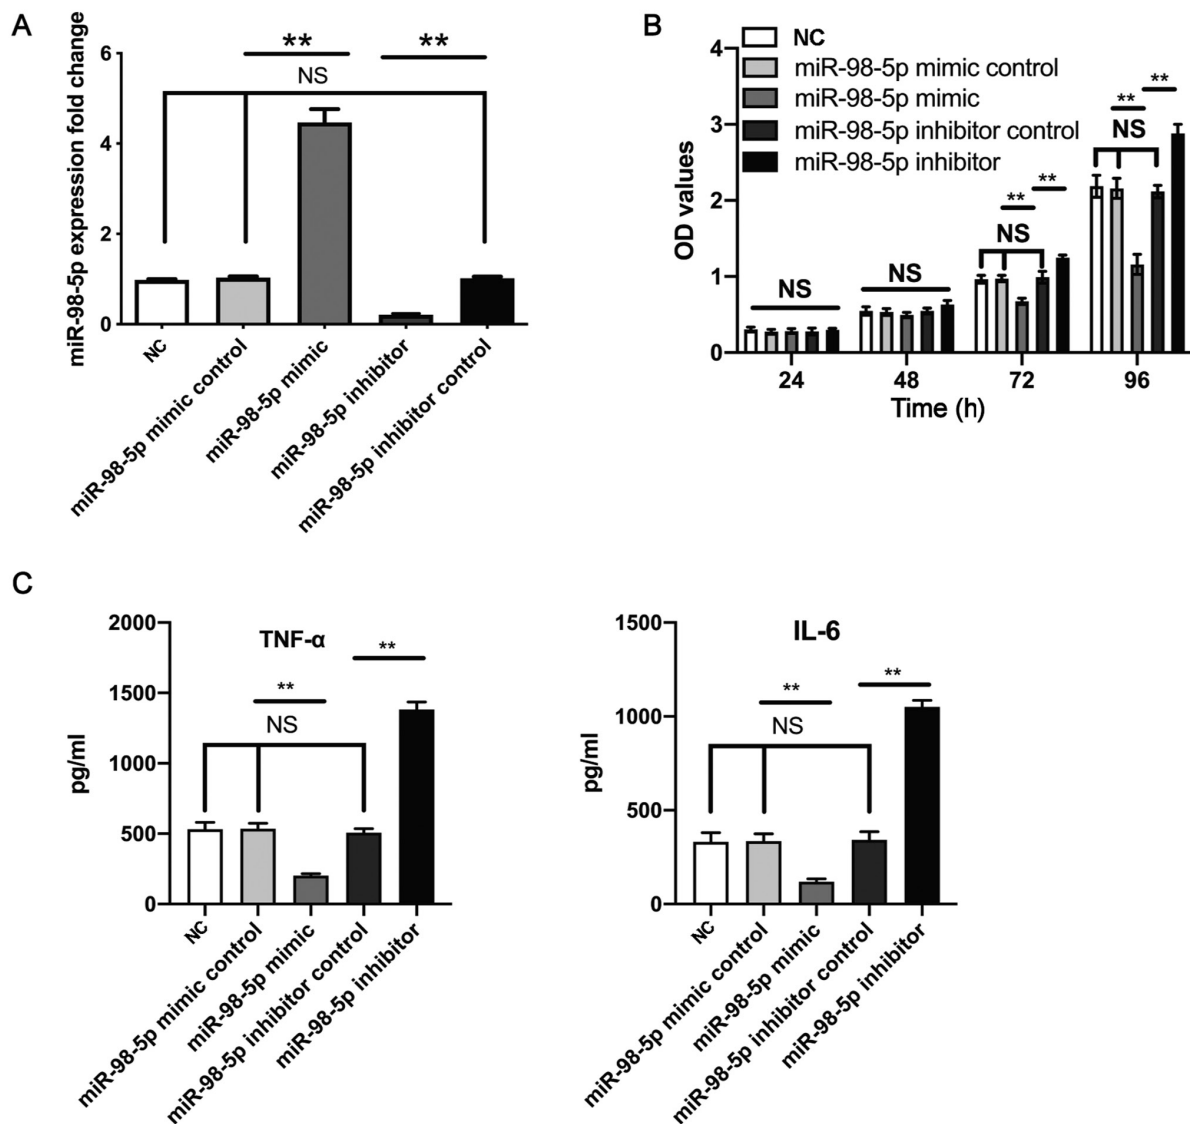 A
miR-98-5p expression fold change
6
4
2
0
**
**
NS
NC
miR-98-5p mimic control
miR-98-5p mimic
miR-98-5p inhibitor
miR-98-5p inhibitor control
B
OD values
4
3
2
1
0
NC
miR-98-5p mimic control
miR-98-5p mimic
miR-98-5p inhibitor control
miR-98-5p inhibitor
NS
NS
NS
**
**
NS
**
**
24
48
72
96
Time (h)
C
pg/ml
2000
1500
1000
500
0
TNF-α
**
**
NS
NC
miR-98-5p mimic control
miR-98-5p mimic
miR-98-5p inhibitor control
miR-98-5p inhibitor
pg/ml
1500
1000
500
0
IL-6
**
**
NS
NC
miR-98-5p mimic control
miR-98-5p mimic
miR-98-5p inhibitor control
miR-98-5p inhibitor